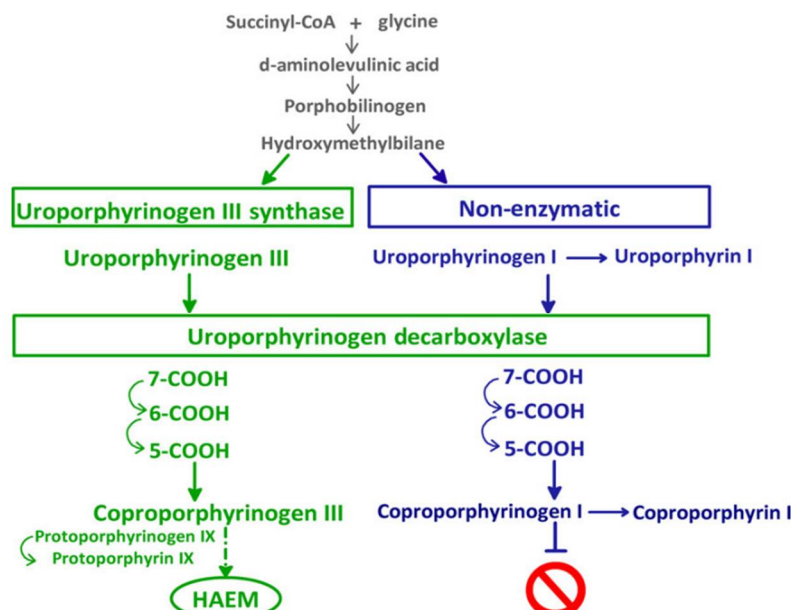 Succinyl-CoA + glycine
d-aminolevulinic acid
Porphobilinogen
Hydroxymethylbilane
Uroporphyrinogen III synthase
Non-enzymatic
Uroporphyrinogen III
Uroporphyrinogen I
Uroporphyrin I
Uroporphyrinogen decarboxylase
7-COOH
7-COOH
6-COOH
6-COOH
5-COOH
5-COOH
Coproporphyrinogen III
Coproporphyrinogen I
Coproporphyrin I
Protoporphyrinogen IX
Protoporphyrin IX
HAEM